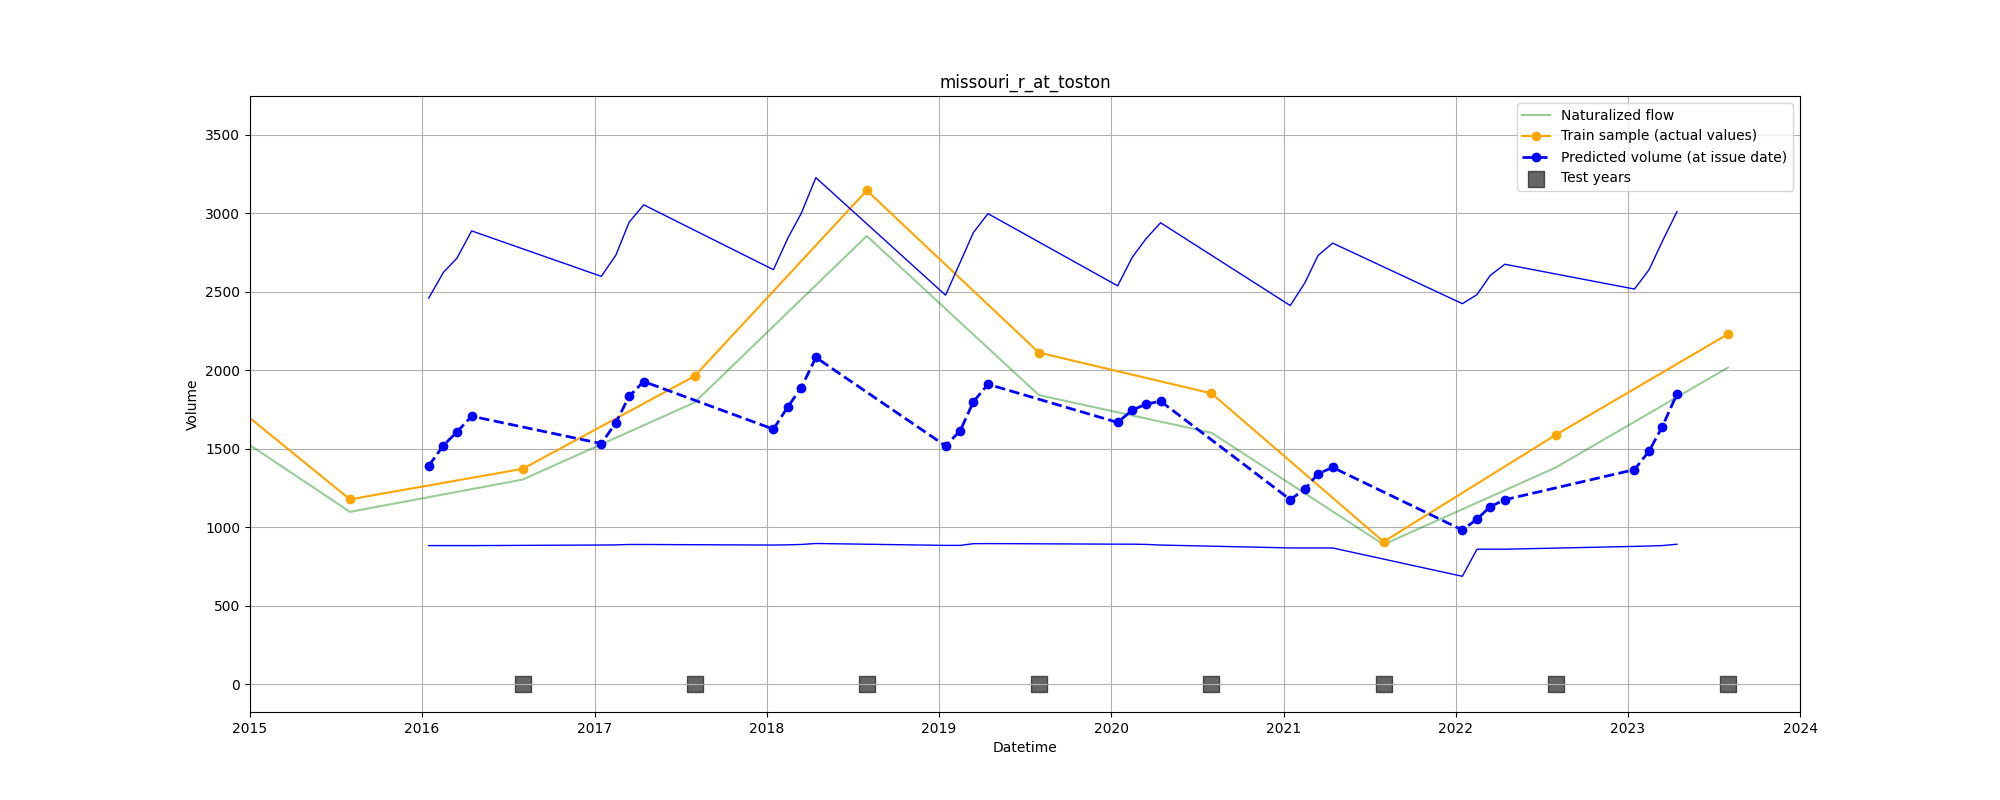 missouri_r_at_toston
Naturalized flow
Train sample (actual values)
Predicted volume (at issue date)
Test years
3500
3000
2500
2000
1500
1000
500
0
Volume
2015 2016 2017 2018 2019 2020 2021 2022 2023 2024
Datetime